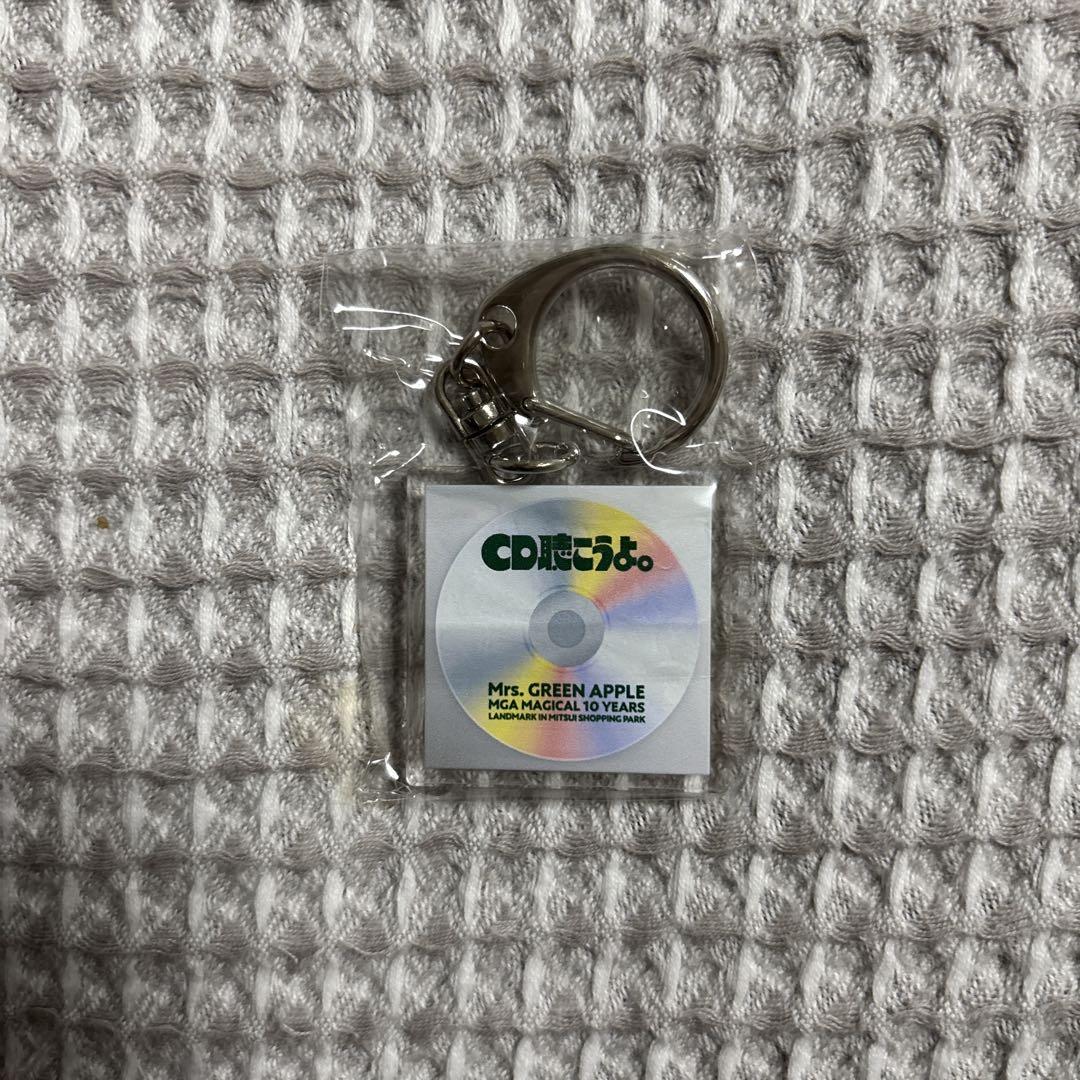 CD聴こうよ。
Mrs. GREEN APPLE
MGA MAGICAL 10 YEARS
LANDMARK IN MITSUI SHOPPING PARK